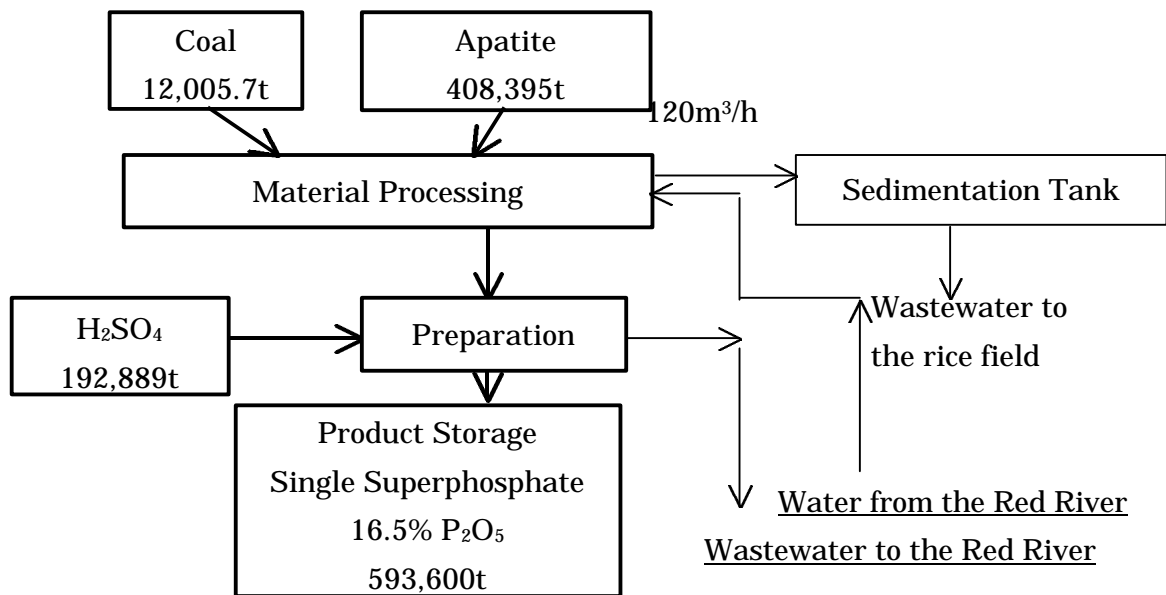 Coal
12,005.7t
Apatite
408,395t
120m³/h
Material Processing
Sedimentation Tank
H₂SO₄
192,889t
Preparation
Wastewater to
the rice field
Product Storage
Single Superphosphate
16.5% P₂O₅
593,600t
Water from the Red River
Wastewater to the Red River